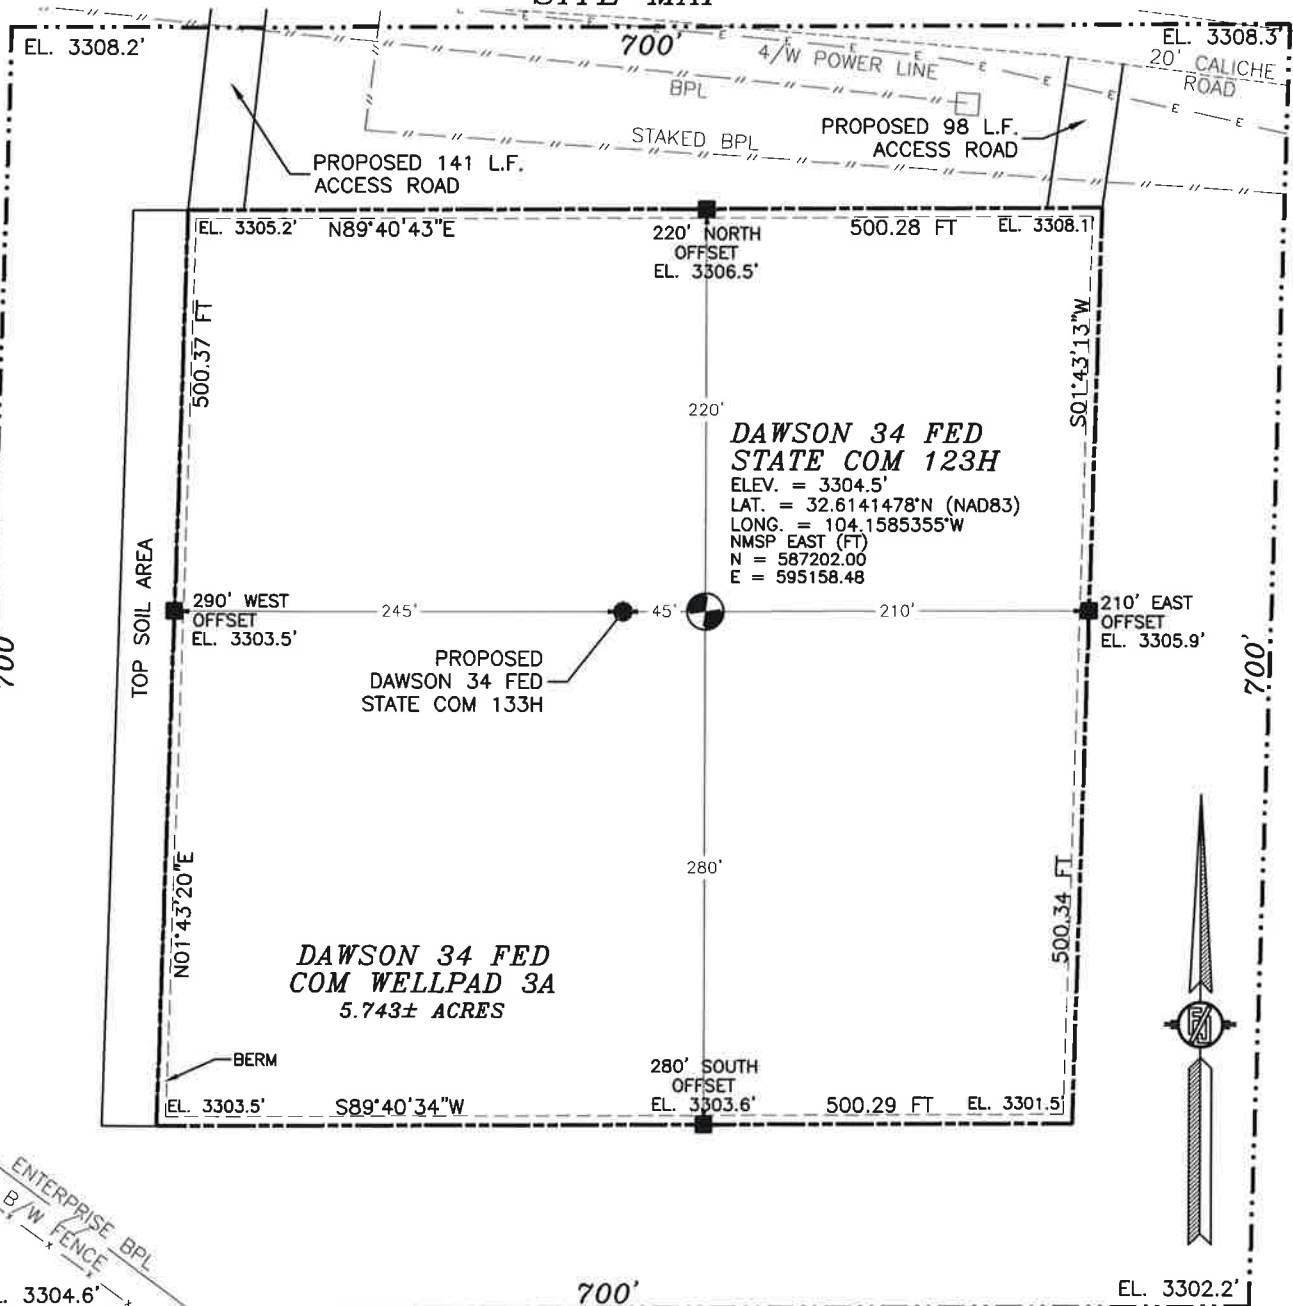 SITE MAP
EL. 3308.2'
700'
EL. 3308.3'
4/W POWER LINE
20' CALICHE
ROAD
BPL
STAKED BPL
PROPOSED 98 L.F.
ACCESS ROAD
PROPOSED 141 L.F.
ACCESS ROAD
EL. 3305.2'
N89°40'43"E
220' NORTH
OFFSET
EL. 3306.5'
500.28 FT
EL. 3308.1'
500.37 FT
S01°43'13"W
220'
DAWSON 34 FED
STATE COM 123H
ELEV. = 3304.5'
LAT. = 32.6141478°N (NAD83)
LONG. = 104.1585355°W
NMSP EAST (FT)
N = 587202.00
E = 595158.48
700'
TOP SOIL AREA
290' WEST
OFFSET
EL. 3303.5'
245'
45'
210'
210' EAST
OFFSET
EL. 3305.9'
700'
PROPOSED
DAWSON 34 FED
STATE COM 133H
280'
N01°43'20"E
500.34 FT
DAWSON 34 FED
COM WELLPAD 3A
5.743± ACRES
BERM
280' SOUTH
OFFSET
EL. 3303.6'
EL. 3303.5'
S89°40'34"W
500.29 FT
EL. 3301.5'
ENTERPRISE BPL
B/W FENCE
L. 3304.6'
700'
EL. 3302.2'